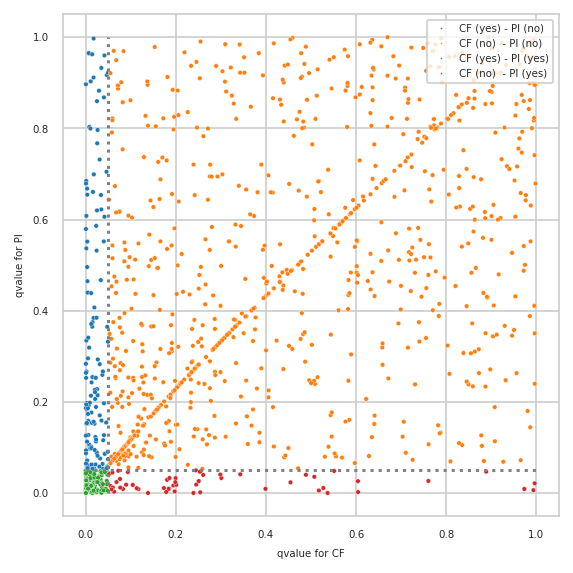 CF (yes) - PI (no)
CF (no)  - PI (no)
CF (yes) - PI (yes)
CF (no)  - PI (yes)
1.0
0.8
0.6
0.4
0.2
0.0
qvalue for PI
0.0 0.2 0.4 0.6 0.8 1.0
qvalue for CF